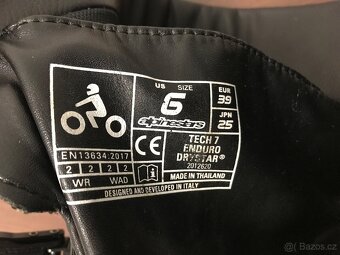 US SIZE
6
EUR
39
JPN
25
alpinestars
EN13634:2017
2 2 2 2
WR WAD
CE
i
TECH 7
ENDURO
DRYSTAR®
2012620
MADE IN THAILAND
DESIGNED AND DEVELOPED IN ITALY
bazos.cz